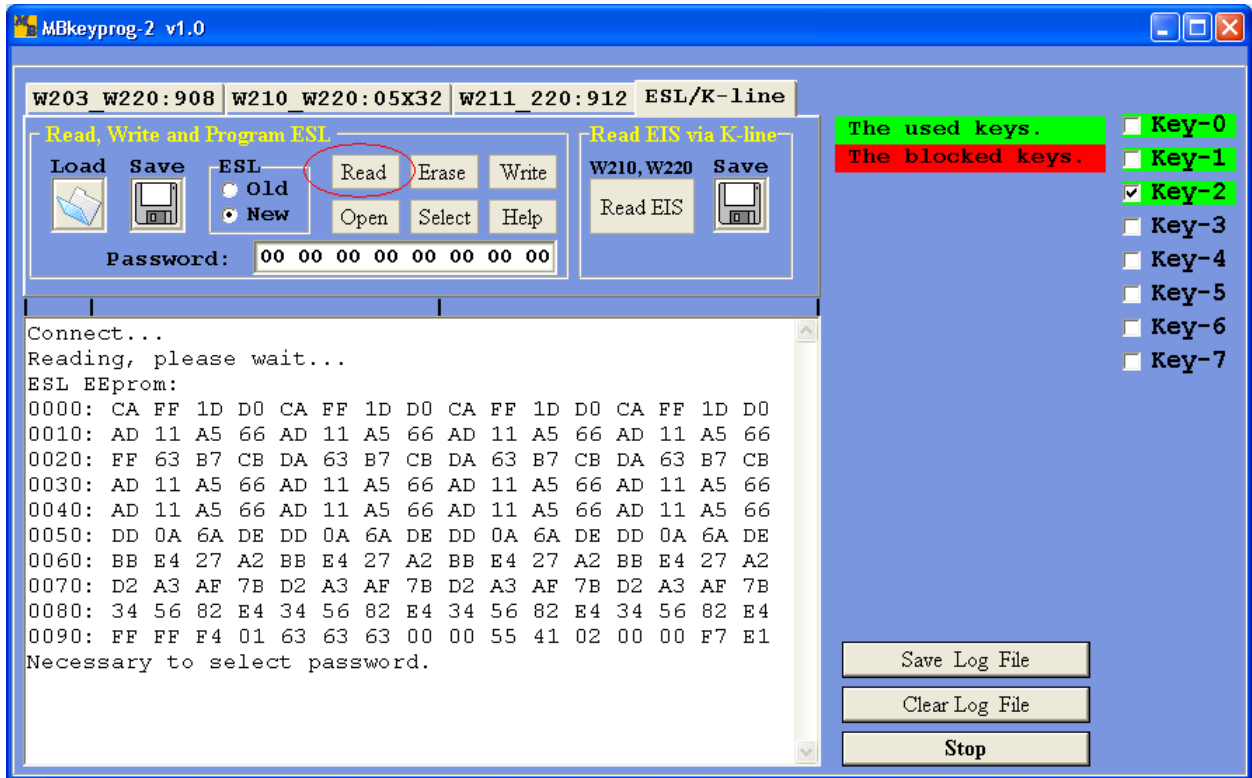 MBkeyprog-2 v1.0
W203_W220:908 W210_W220:05X32 W211_220:912 ESL/K-line
Read, Write and Program ESL
Load Save ESL Old New Read Erase Write
Open Select Help
Password: 00 00 00 00 00 00 00 00
Read EIS via K-line
W210, W220 Save
Read EIS
The used keys.
The blocked keys.
Key-0
Key-1
Key-2
Key-3
Key-4
Key-5
Key-6
Key-7
Connect...
Reading, please wait...
ESL EEprom:
0000: CA FF 1D D0 CA FF 1D D0 CA FF 1D D0 CA FF 1D D0
0010: AD 11 A5 66 AD 11 A5 66 AD 11 A5 66 AD 11 A5 66
0020: FF 63 B7 CB DA 63 B7 CB DA 63 B7 CB DA 63 B7 CB
0030: AD 11 A5 66 AD 11 A5 66 AD 11 A5 66 AD 11 A5 66
0040: AD 11 A5 66 AD 11 A5 66 AD 11 A5 66 AD 11 A5 66
0050: DD 0A 6A DE DD 0A 6A DE DD 0A 6A DE DD 0A 6A DE
0060: BB E4 27 A2 BB E4 27 A2 BB E4 27 A2 BB E4 27 A2
0070: D2 A3 AF 7B D2 A3 AF 7B D2 A3 AF 7B D2 A3 AF 7B
0080: 34 56 82 E4 34 56 82 E4 34 56 82 E4 34 56 82 E4
0090: FF FF F4 01 63 63 63 00 00 55 41 02 00 00 F7 E1
Necessary to select password.
Save Log File
Clear Log File
Stop